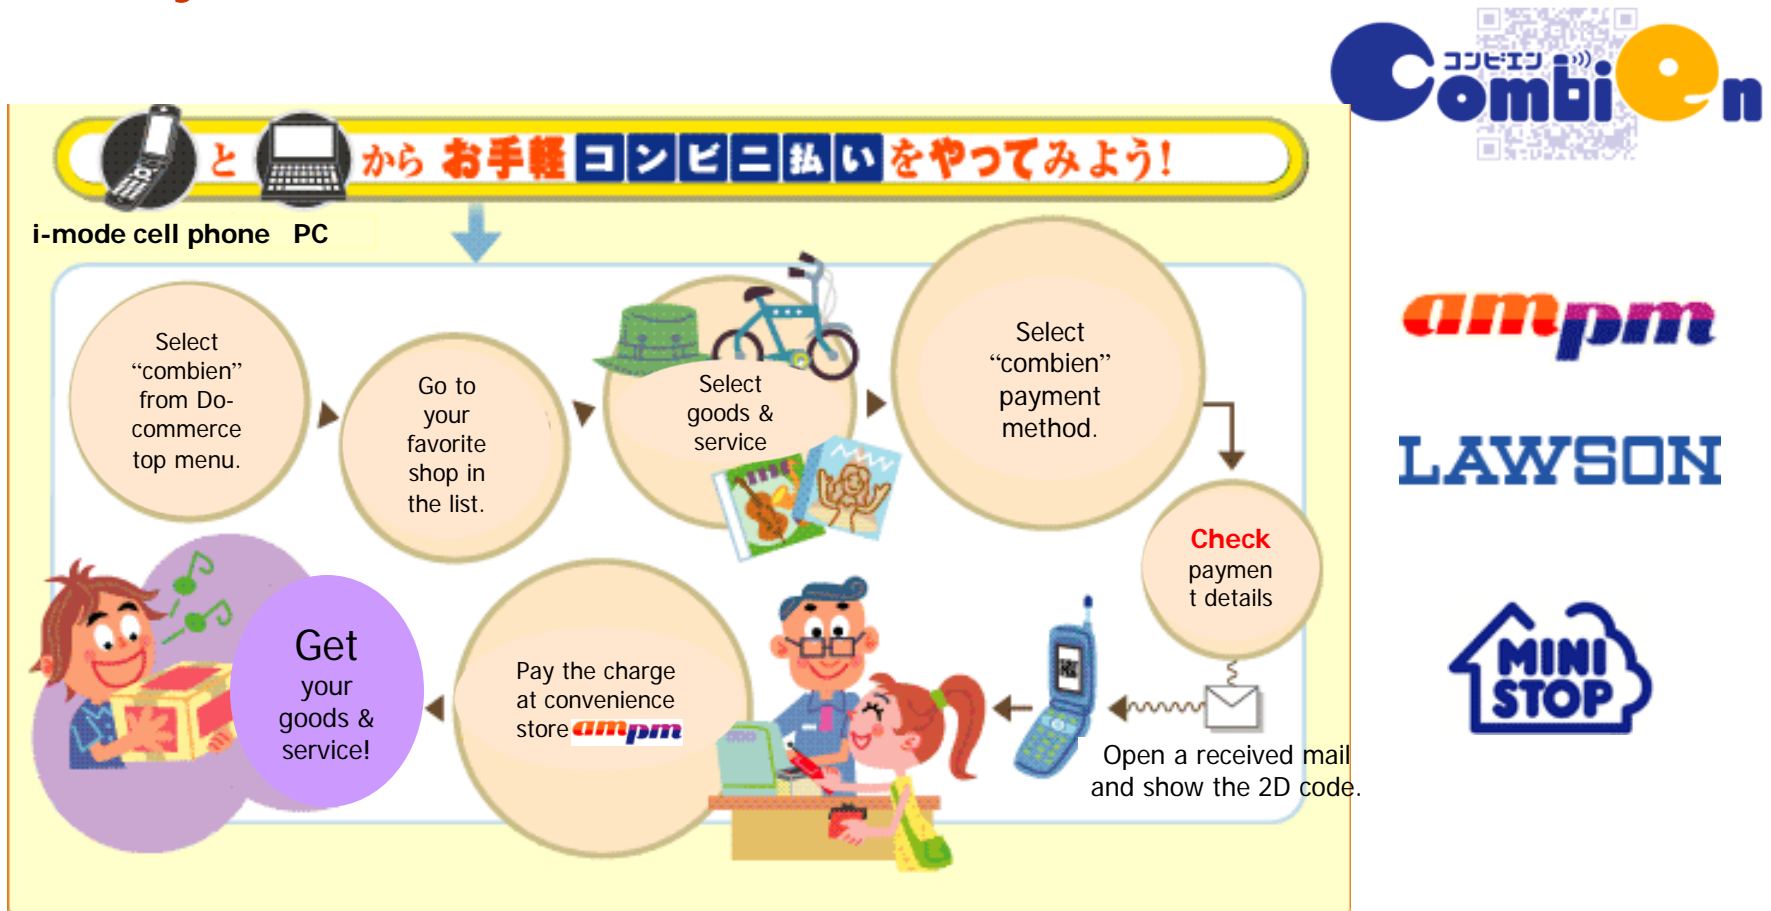 コンビエン
Combien
と から お手軽 コンビニ払い をやってみよう!
i-mode cell phone PC
Select
“combien”
from Do-
commerce
top menu.
Go to
your
favorite
shop in
the list.
Select
goods &
service
Select
“combien”
payment
method.
Check
paymen
t details
Open a received mail
and show the 2D code.
Pay the charge
at convenience
store ampm
Get
your
goods &
service!
ampm
LAWSON
MINI
STOP